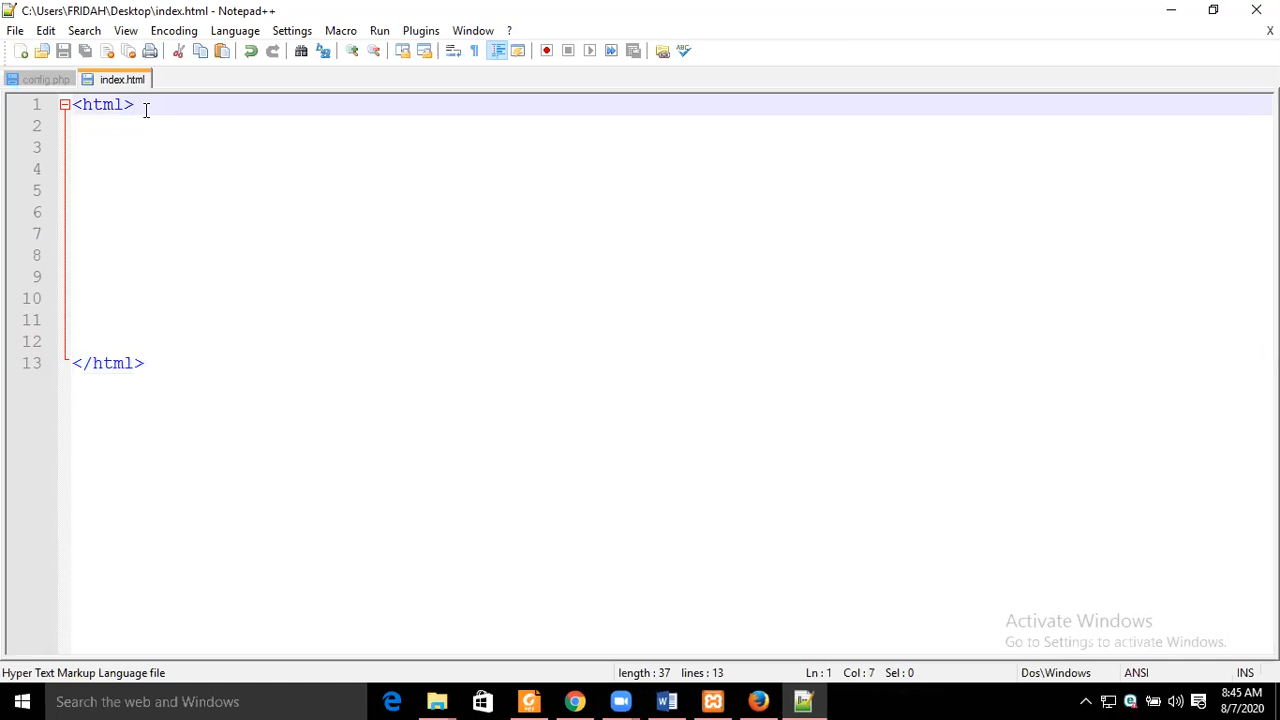 C:\Users\FRIDAH\Desktop\index.html - Notepad++
File Edit Search View Encoding Language Settings Macro Run Plugins Window ? X
config.php index.html
1 <html>
2
3
4
5
6
7
8
9
10
11
12
13 </html>
Activate Windows
Go to Settings to activate Windows.
Hyper Text Markup Language file length : 37 lines : 13 Ln : 1 Col : 7 Sel : 0 Dos\Windows ANSI INS
Search the web and Windows
8:45 AM
8/7/2020